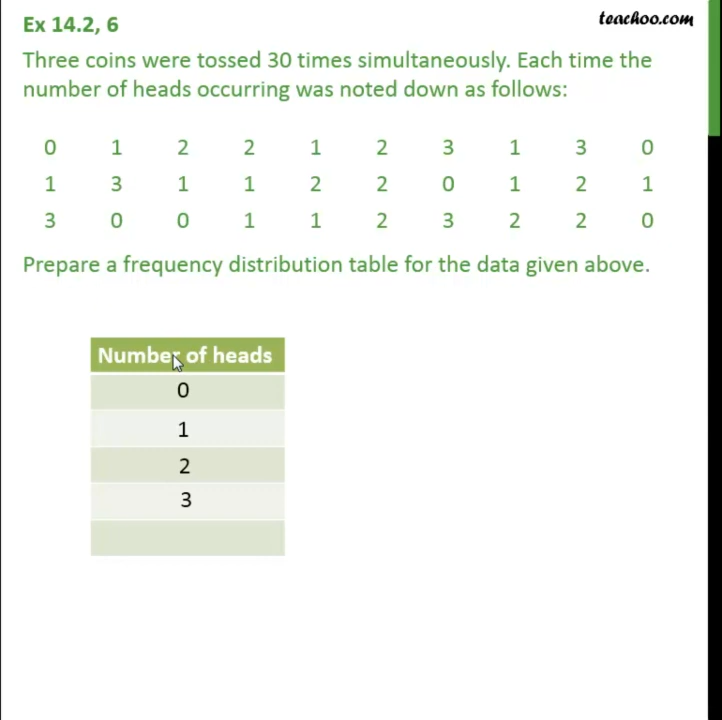 Ex 14.2, 6
teachoo.com
Three coins were tossed 30 times simultaneously. Each time the
number of heads occurring was noted down as follows:
0 1 2 2 1 2 3 1 3 0
1 3 1 1 2 2 0 1 2 1
3 0 0 1 1 2 3 2 2 0
Prepare a frequency distribution table for the data given above.
Number of heads
0
1
2
3